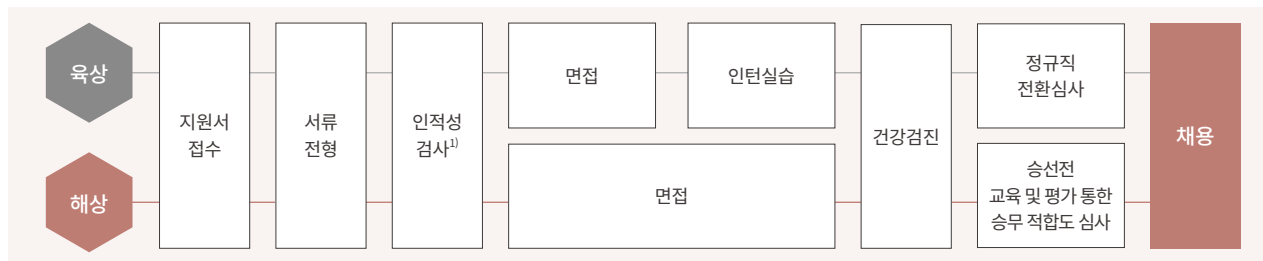 육상
해상
지원서
접수
서류
전형
인적성
검사1)
면접
인턴실습
면접
건강검진
정규직
전환심사
승선전
교육 및 평가 통한
승무 적합도 심사
채용